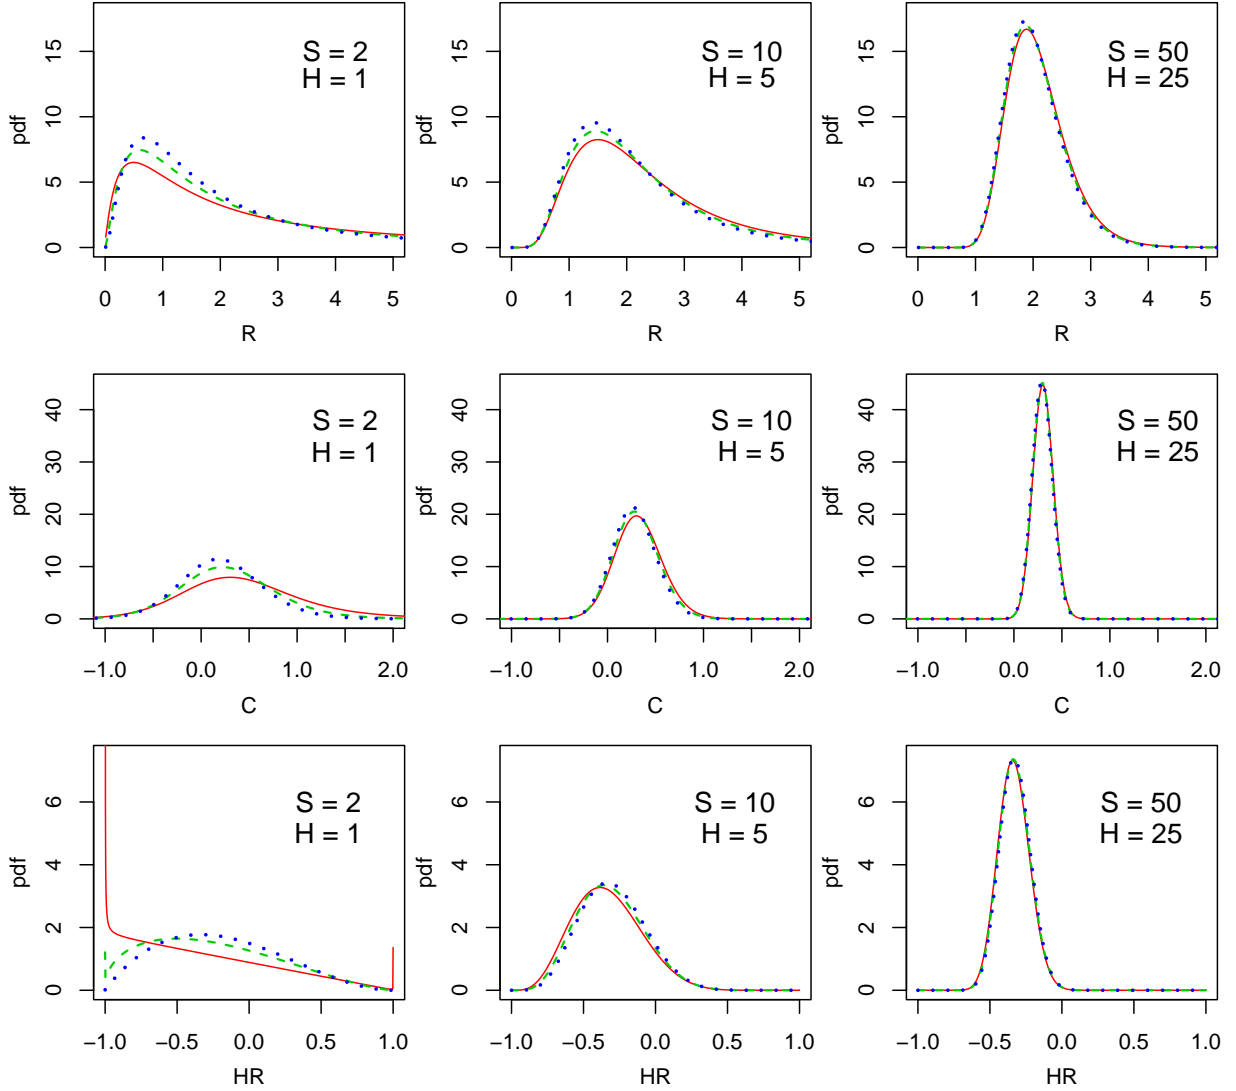 S = 2
H = 1
pdf
0 5 10 15
0 1 2 3 4 5
R
S = 10
H = 5
pdf
0 5 10 15
0 1 2 3 4 5
R
S = 50
H = 25
pdf
0 5 10 15
0 1 2 3 4 5
R
S = 2
H = 1
pdf
0 10 20 30 40
−1.0 0.0 1.0 2.0
C
S = 10
H = 5
pdf
0 10 20 30 40
−1.0 0.0 1.0 2.0
C
S = 50
H = 25
pdf
0 10 20 30 40
−1.0 0.0 1.0 2.0
C
S = 2
H = 1
pdf
0 2 4 6
−1.0 −0.5 0.0 0.5 1.0
HR
S = 10
H = 5
pdf
0 2 4 6
−1.0 −0.5 0.0 0.5 1.0
HR
S = 50
H = 25
pdf
0 2 4 6
−1.0 −0.5 0.0 0.5 1.0
HR